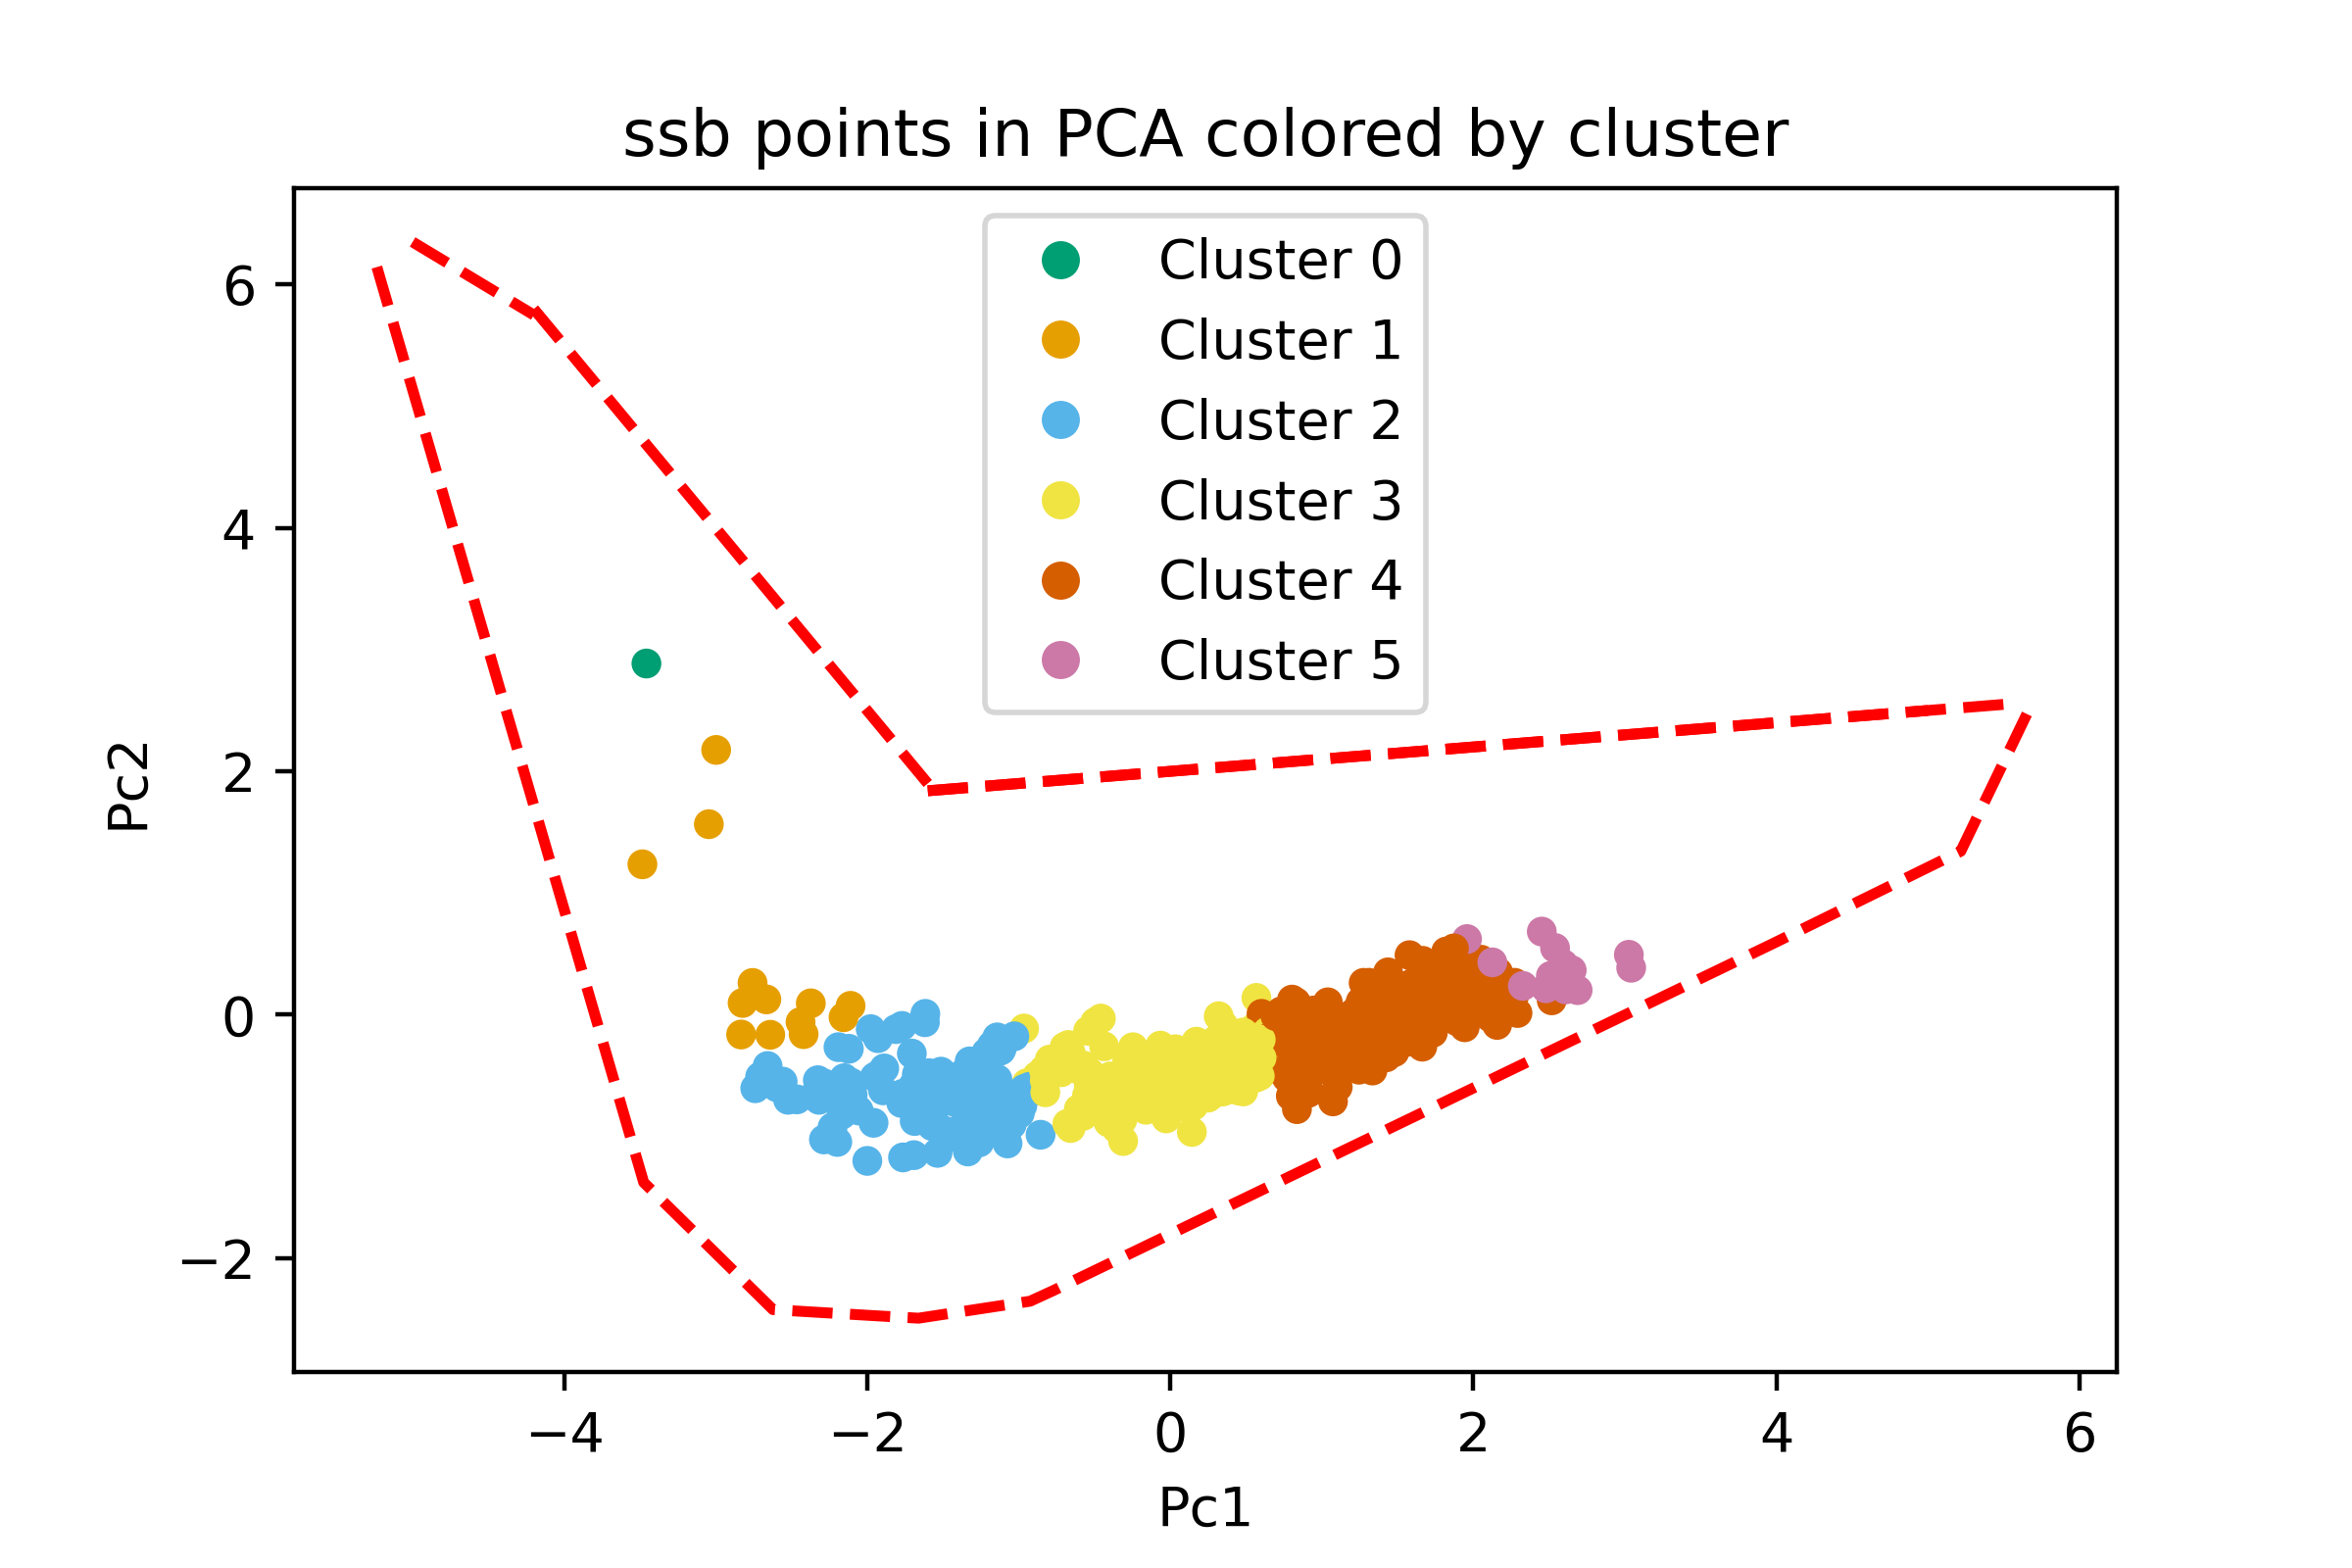 ssb points in PCA colored by cluster
Cluster 0
Cluster 1
Cluster 2
Cluster 3
Cluster 4
Cluster 5
6
4
2
0
−2
Pc2
−4 −2 0 2 4 6
Pc1